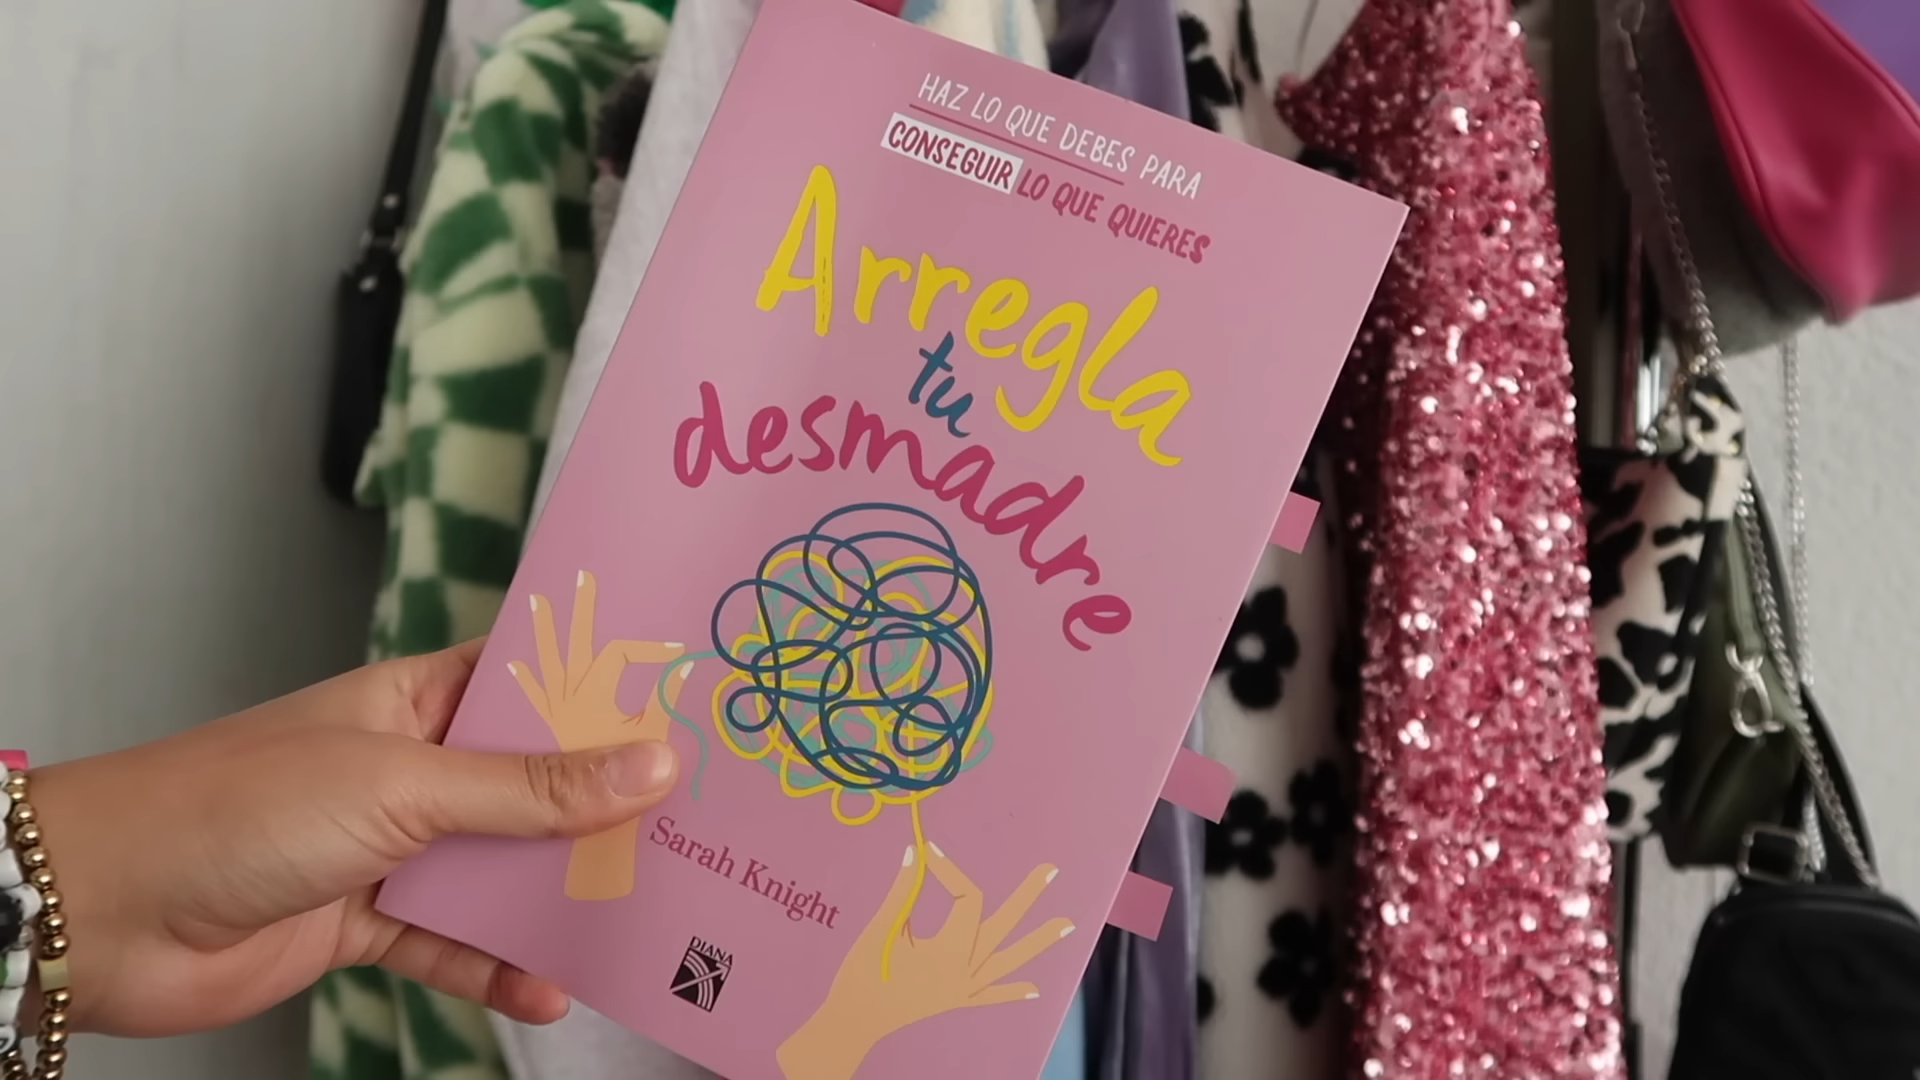 HAZ LO QUE DEBES PARA
CONSEGUIR LO QUE QUIERES
Arregla
tu
desmadre
Sarah Knight
DIANA